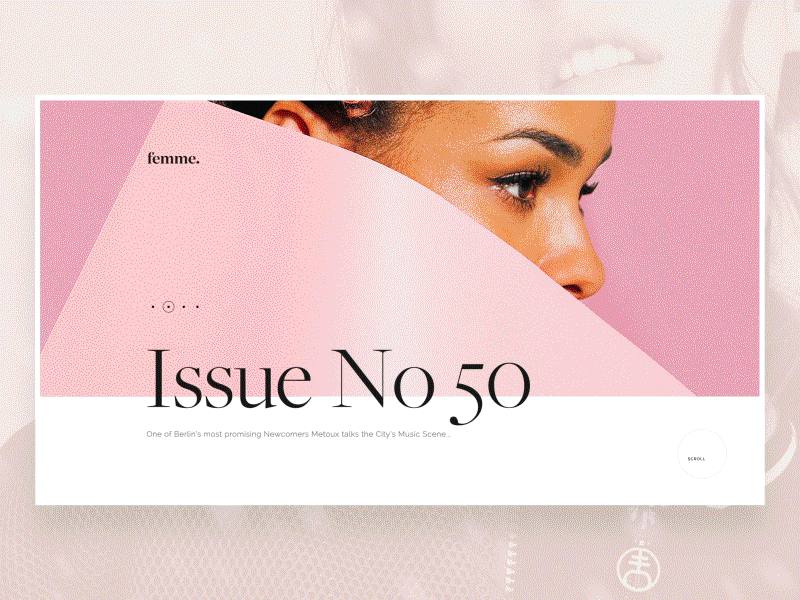 femme.
Issue No 50
One of Berlin's most promising Newcomers Metoux talks the City's Music Scene...
SCROLL